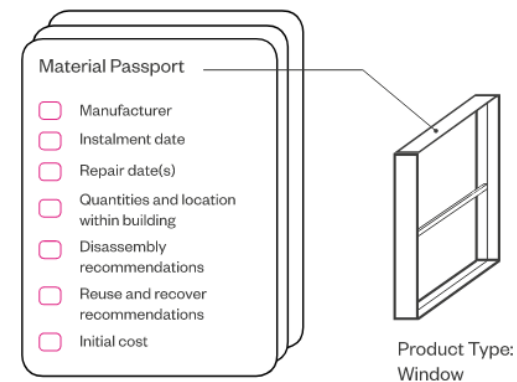 Material Passport
Manufacturer
Instalment date
Repair date(s)
Quantities and location
within building
Disassembly
recommendations
Reuse and recover
recommendations
Initial cost
Product Type:
Window